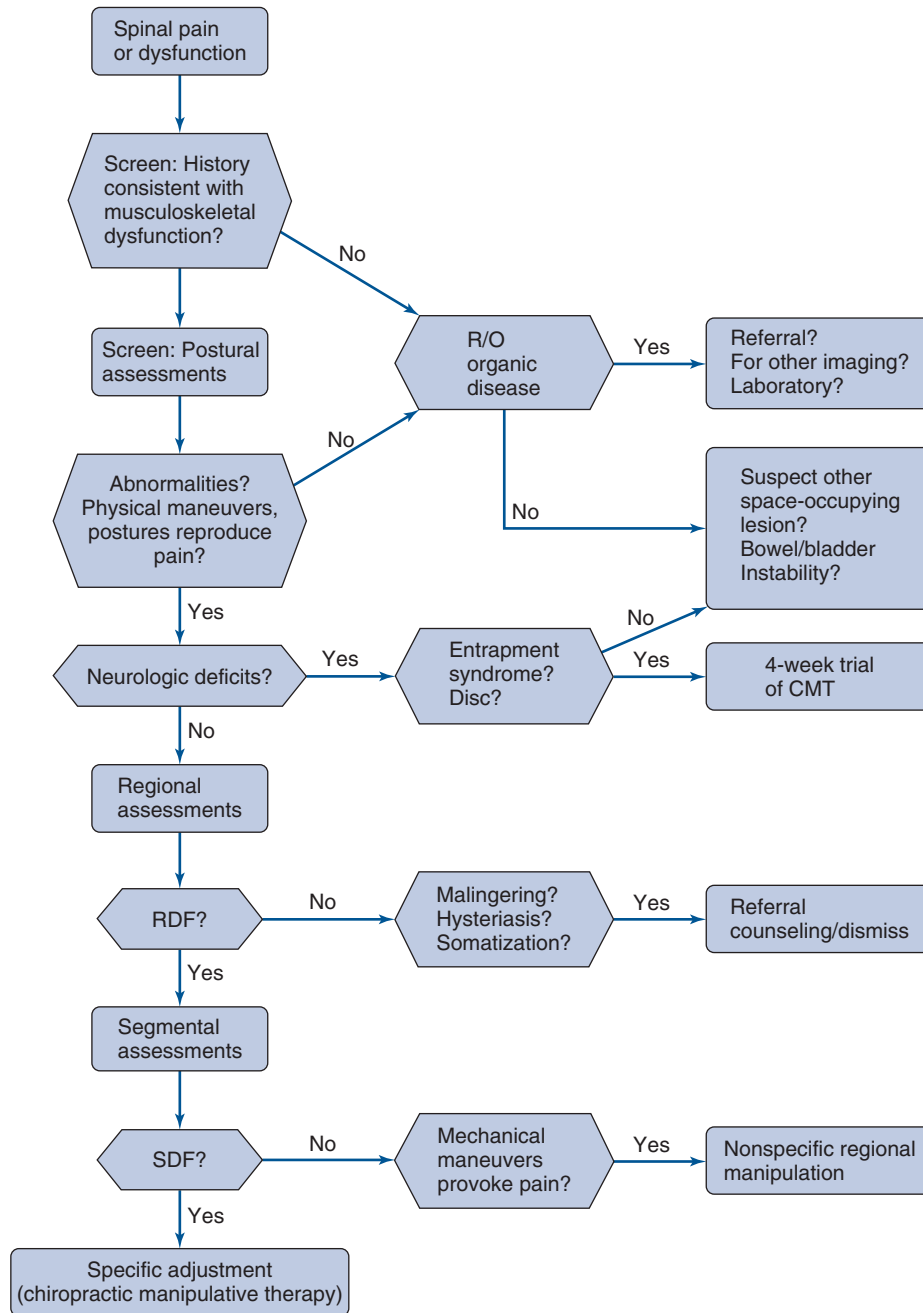 Spinal pain
or dysfunction
Screen: History
consistent with
musculoskeletal
dysfunction?
No
Screen: Postural
assessments
R/O
organic
disease
Yes
Referral?
For other imaging?
Laboratory?
No
Abnormalities?
Physical maneuvers,
postures reproduce
pain?
No
Suspect other
space-occupying
lesion?
Bowel/bladder
Instability?
Yes
Neurologic deficits?
Yes
Entrapment
syndrome?
Disc?
No
Yes
4-week trial
of CMT
No
Regional
assessments
RDF?
No
Malingering?
Hysteriasis?
Somatization?
Yes
Referral
counseling/dismiss
Yes
Segmental
assessments
SDF?
No
Mechanical
maneuvers
provoke pain?
Yes
Nonspecific regional
manipulation
Yes
Specific adjustment
(chiropractic manipulative therapy)